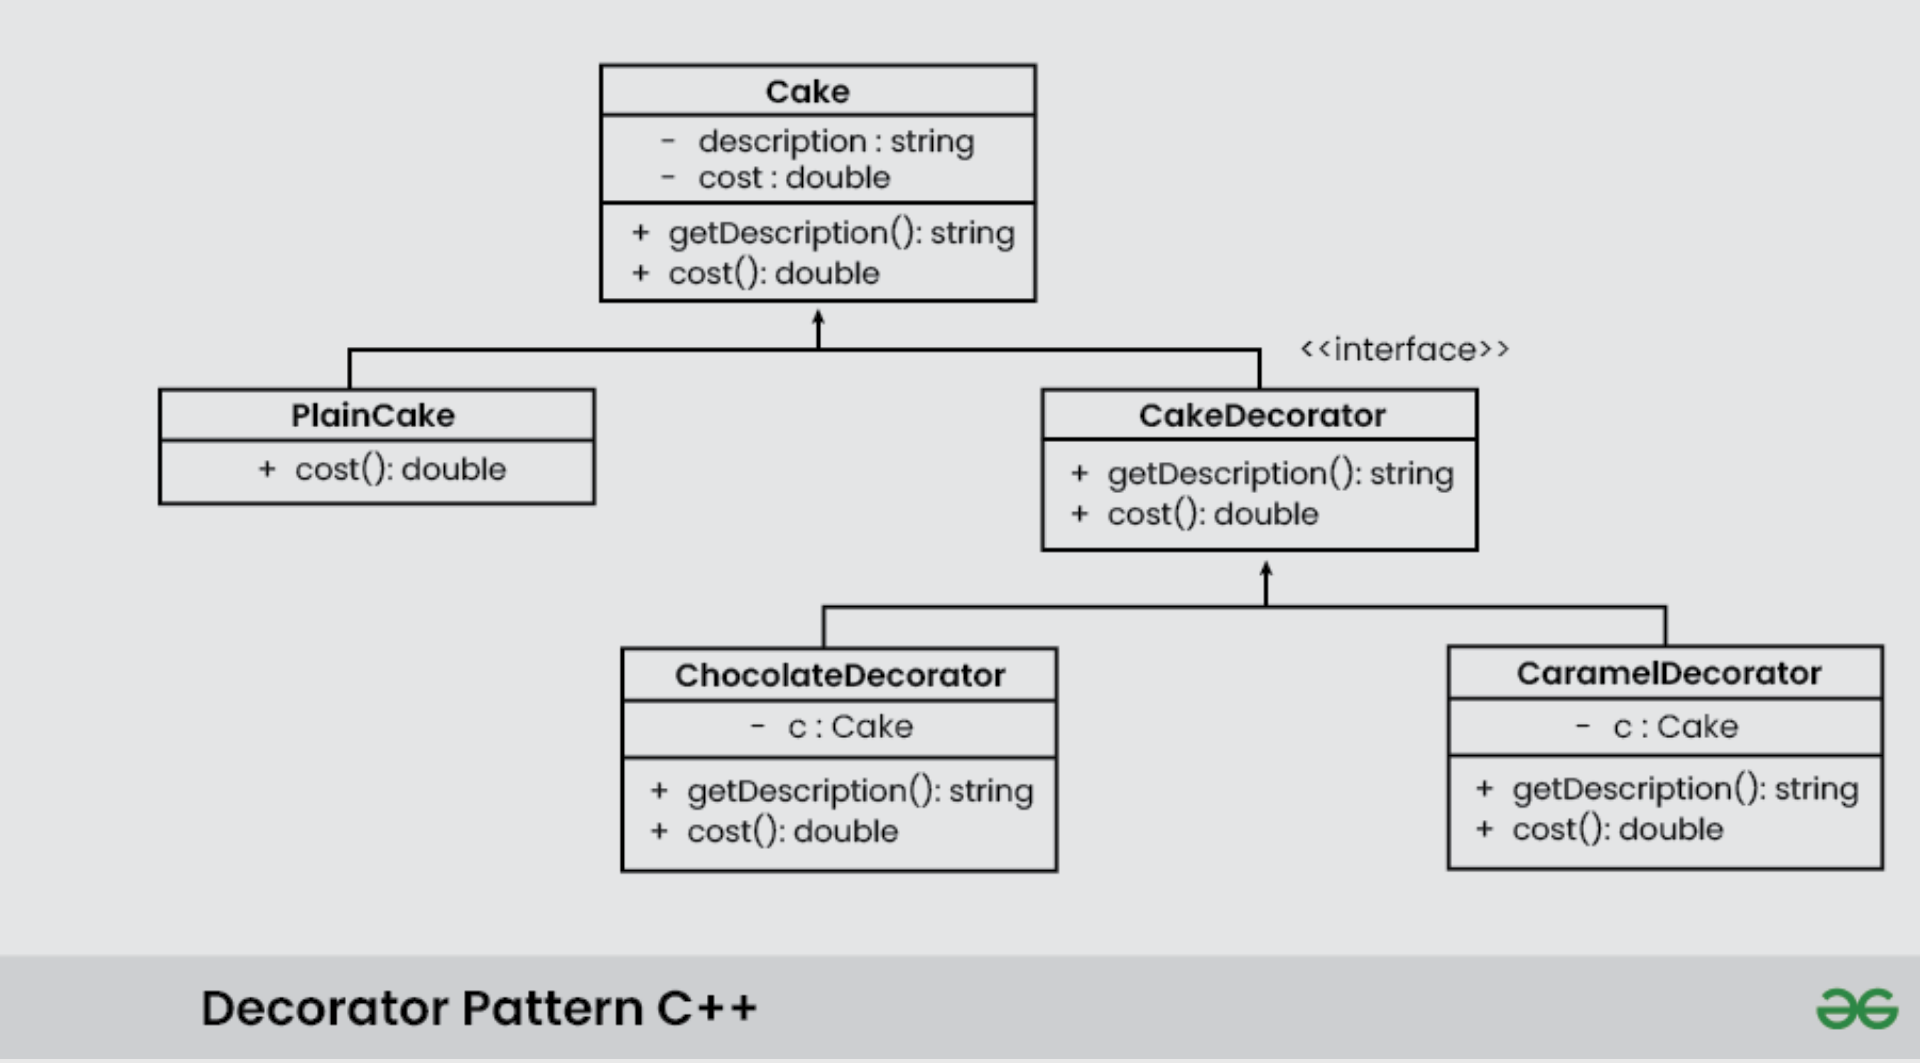 Cake
- description : string
- cost : double
+ getDescription(): string
+ cost(): double
<<interface>>
PlainCake
+ cost(): double
CakeDecorator
+ getDescription(): string
+ cost(): double
ChocolateDecorator
- c : Cake
+ getDescription(): string
+ cost(): double
CaramelDecorator
- c : Cake
+ getDescription(): string
+ cost(): double
Decorator Pattern C++